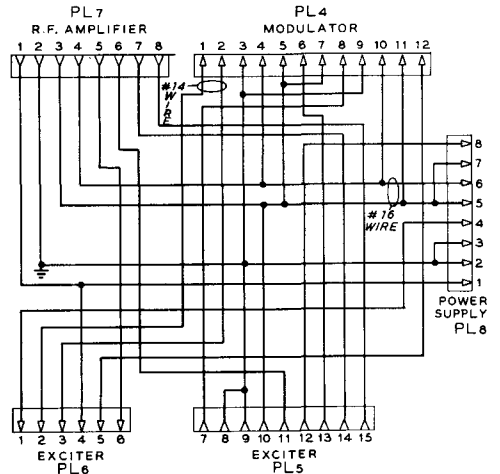 PL7
R.F. AMPLIFIER
1 2 3 4 5 6 7 8
PL4
MODULATOR
1 2 3 4 5 6 7 8 9 10 11 12
#14
WIRE
8
7
6
5
4
3
2
1
#16
WIRE
POWER
SUPPLY
PL8
1 2 3 4 5 6
EXCITER
PL6
7 8 9 10 11 12 13 14 15
EXCITER
PL5